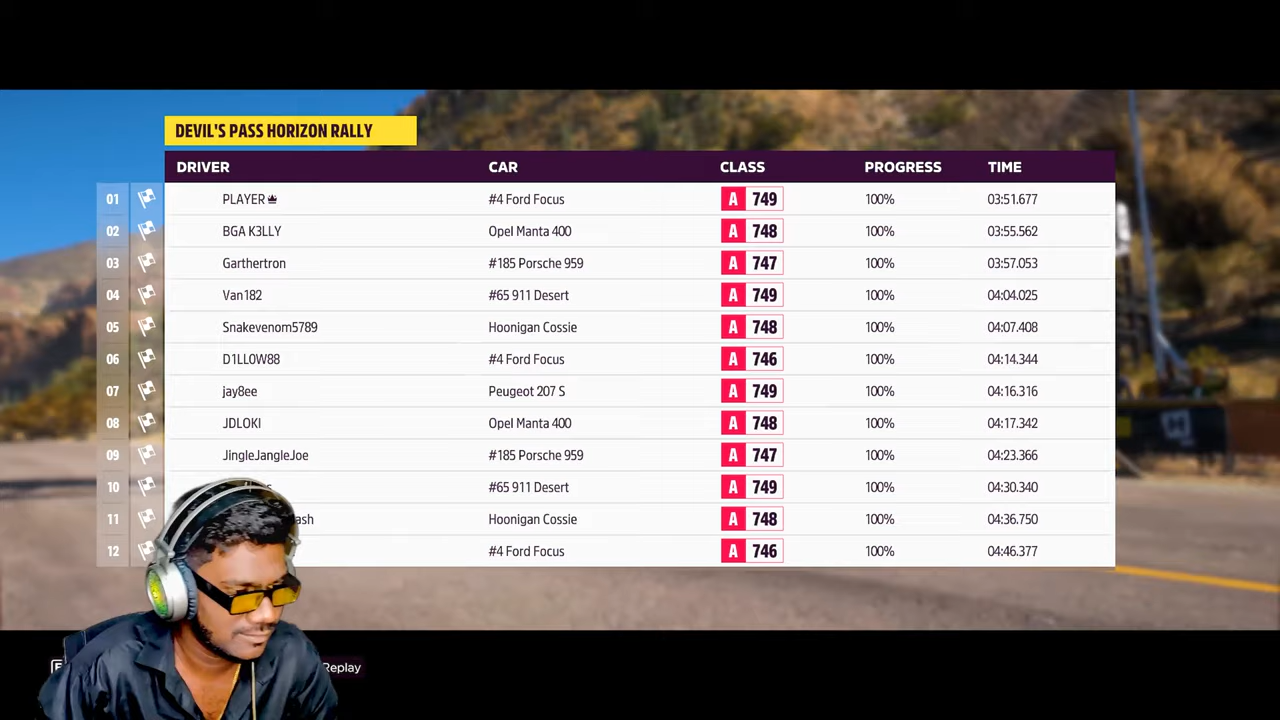 DEVIL'S PASS HORIZON RALLY
DRIVER CAR CLASS PROGRESS TIME
01 PLAYER #4 Ford Focus A 749 100% 03:51.677
02 BGA K3LLY Opel Manta 400 A 748 100% 03:55.562
03 Garthertron #185 Porsche 959 A 747 100% 03:57.053
04 Van182 #65 911 Desert A 749 100% 04:04.025
05 Snakevenom5789 Hoonigan Cossie A 748 100% 04:07.408
06 D1LLOW88 #4 Ford Focus A 746 100% 04:14.344
07 jay8ee Peugeot 207 S A 749 100% 04:16.316
08 JDLOKI Opel Manta 400 A 748 100% 04:17.342
09 JingleJangleJoe #185 Porsche 959 A 747 100% 04:23.366
10 #65 911 Desert A 749 100% 04:30.340
11 Hoonigan Cossie A 748 100% 04:36.750
12 #4 Ford Focus A 746 100% 04:46.377
Replay